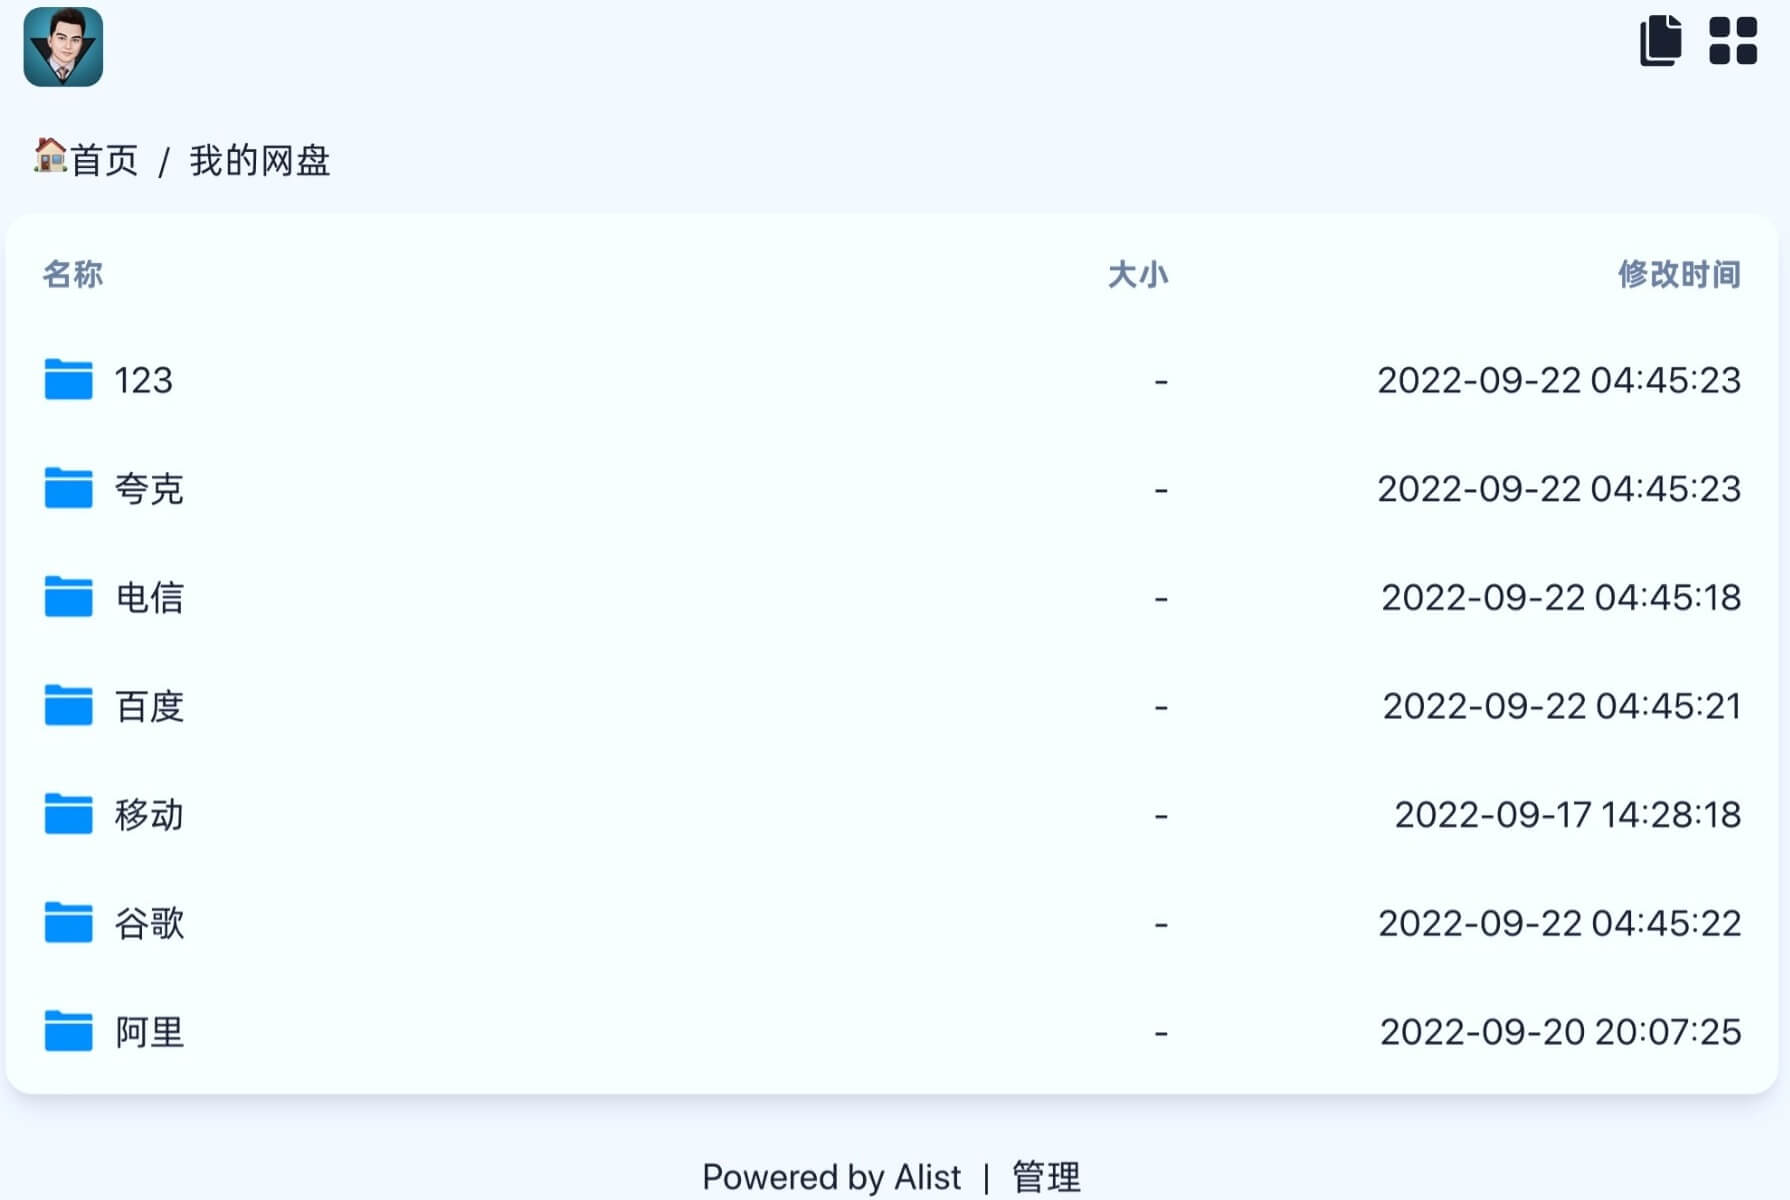 首页 / 我的网盘
名称 大小 修改时间
123 - 2022-09-22 04:45:23
夸克 - 2022-09-22 04:45:23
电信 - 2022-09-22 04:45:18
百度 - 2022-09-22 04:45:21
移动 - 2022-09-17 14:28:18
谷歌 - 2022-09-22 04:45:22
阿里 - 2022-09-20 20:07:25
Powered by Alist | 管理